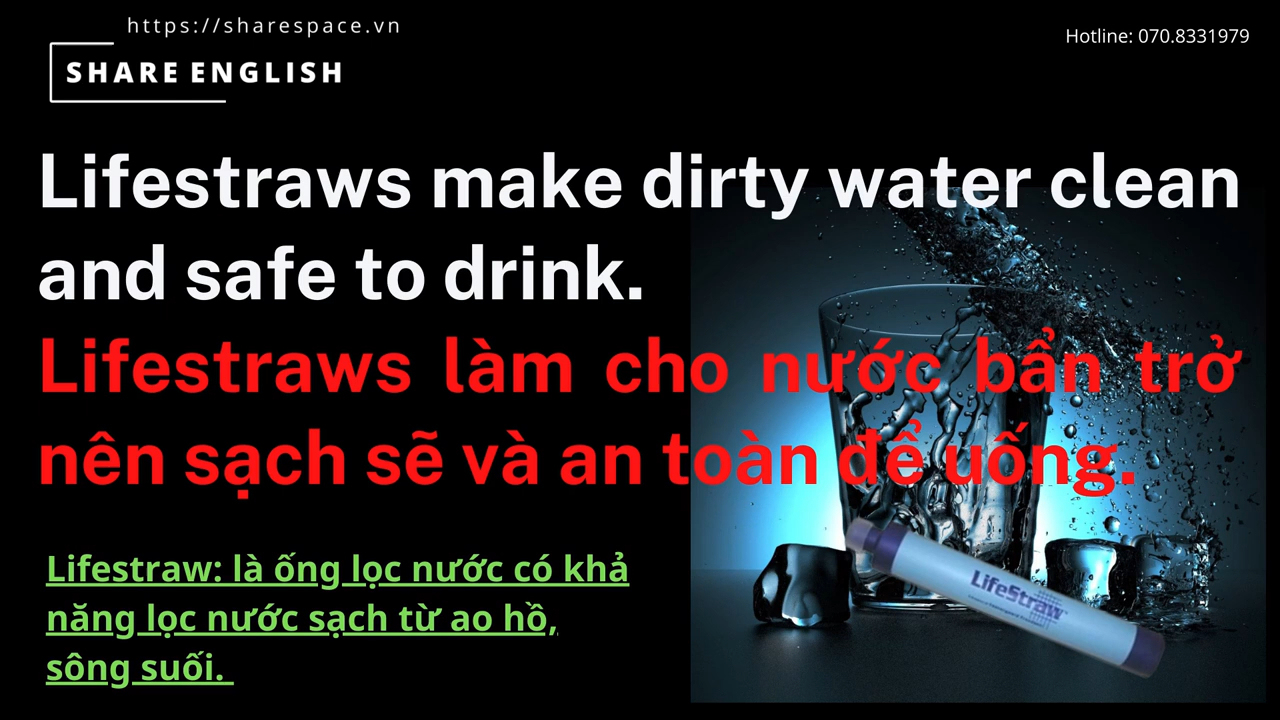 https://sharespace.vn
SHARE ENGLISH
Hotline: 070.8331979
Lifestraws make dirty water clean
and safe to drink.
Lifestraws làm cho nước bẩn trở
nên sạch sẽ và an toàn để uống.
Lifestraw: là ống lọc nước có khả
năng lọc nước sạch từ ao hồ,
sông suối.
LifeStraw